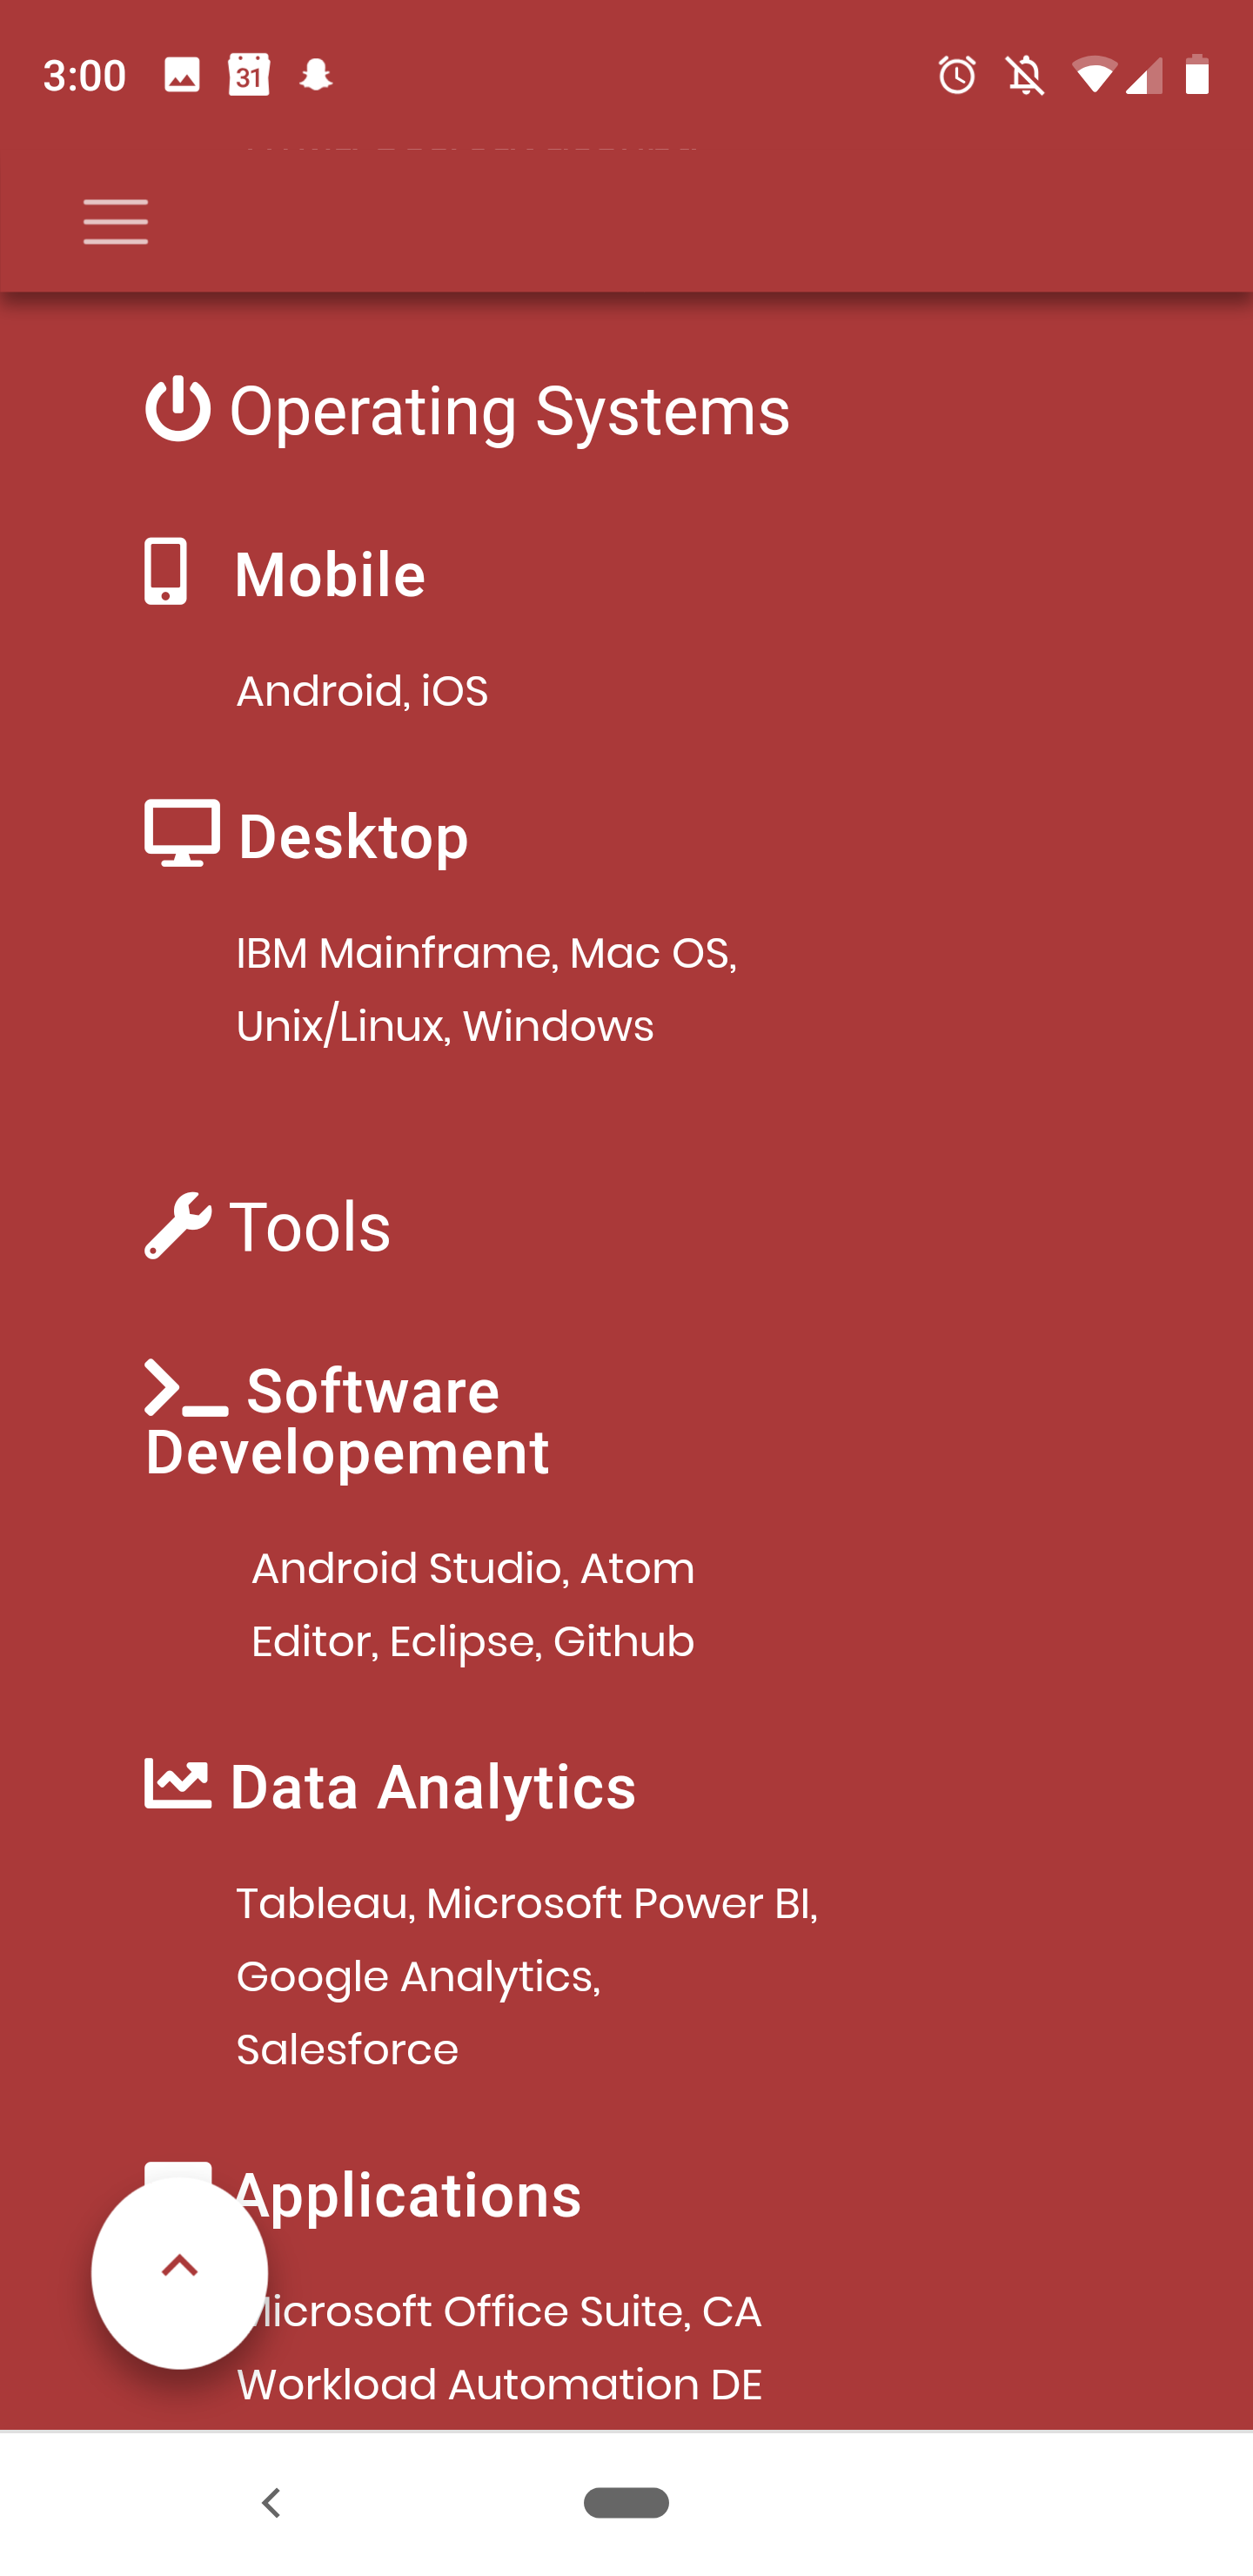 3:00
31
Operating Systems
Mobile
Android, iOS
Desktop
IBM Mainframe, Mac OS,
Unix/Linux, Windows
Tools
Software
Developement
Android Studio, Atom
Editor, Eclipse, Github
Data Analytics
Tableau, Microsoft Power BI,
Google Analytics,
Salesforce
Applications
Microsoft Office Suite, CA
Workload Automation DE